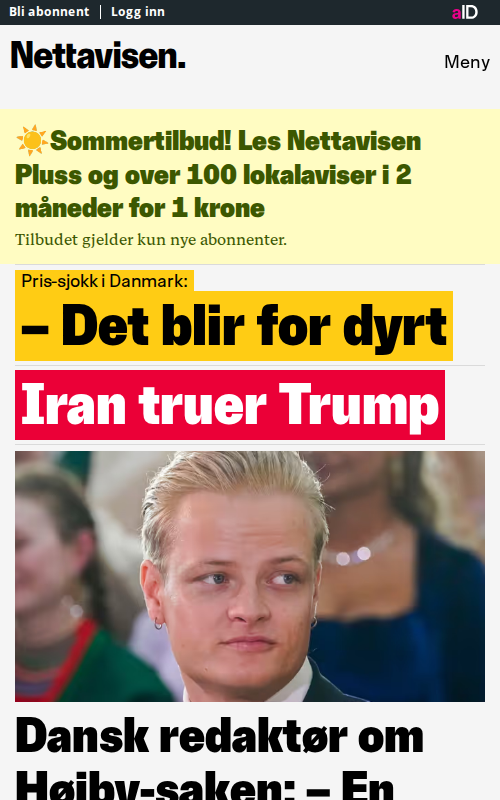 Bli abonnent | Logg inn
aID
Nettavisen.
Meny
☀️Sommertilbud! Les Nettavisen
Pluss og over 100 lokalaviser i 2
måneder for 1 krone
Tilbudet gjelder kun nye abonnenter.
Pris-sjokk i Danmark:
– Det blir for dyrt
Iran truer Trump
Dansk redaktør om
Høiby-saken: – En